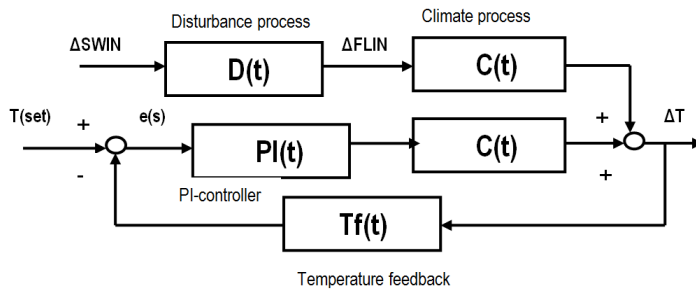 Disturbance process
Climate process
ΔSWIN
D(t)
ΔFLIN
C(t)
T(set)
+
e(s)
PI(t)
C(t)
+
ΔT
-
+
PI-controller
Tf(t)
Temperature feedback